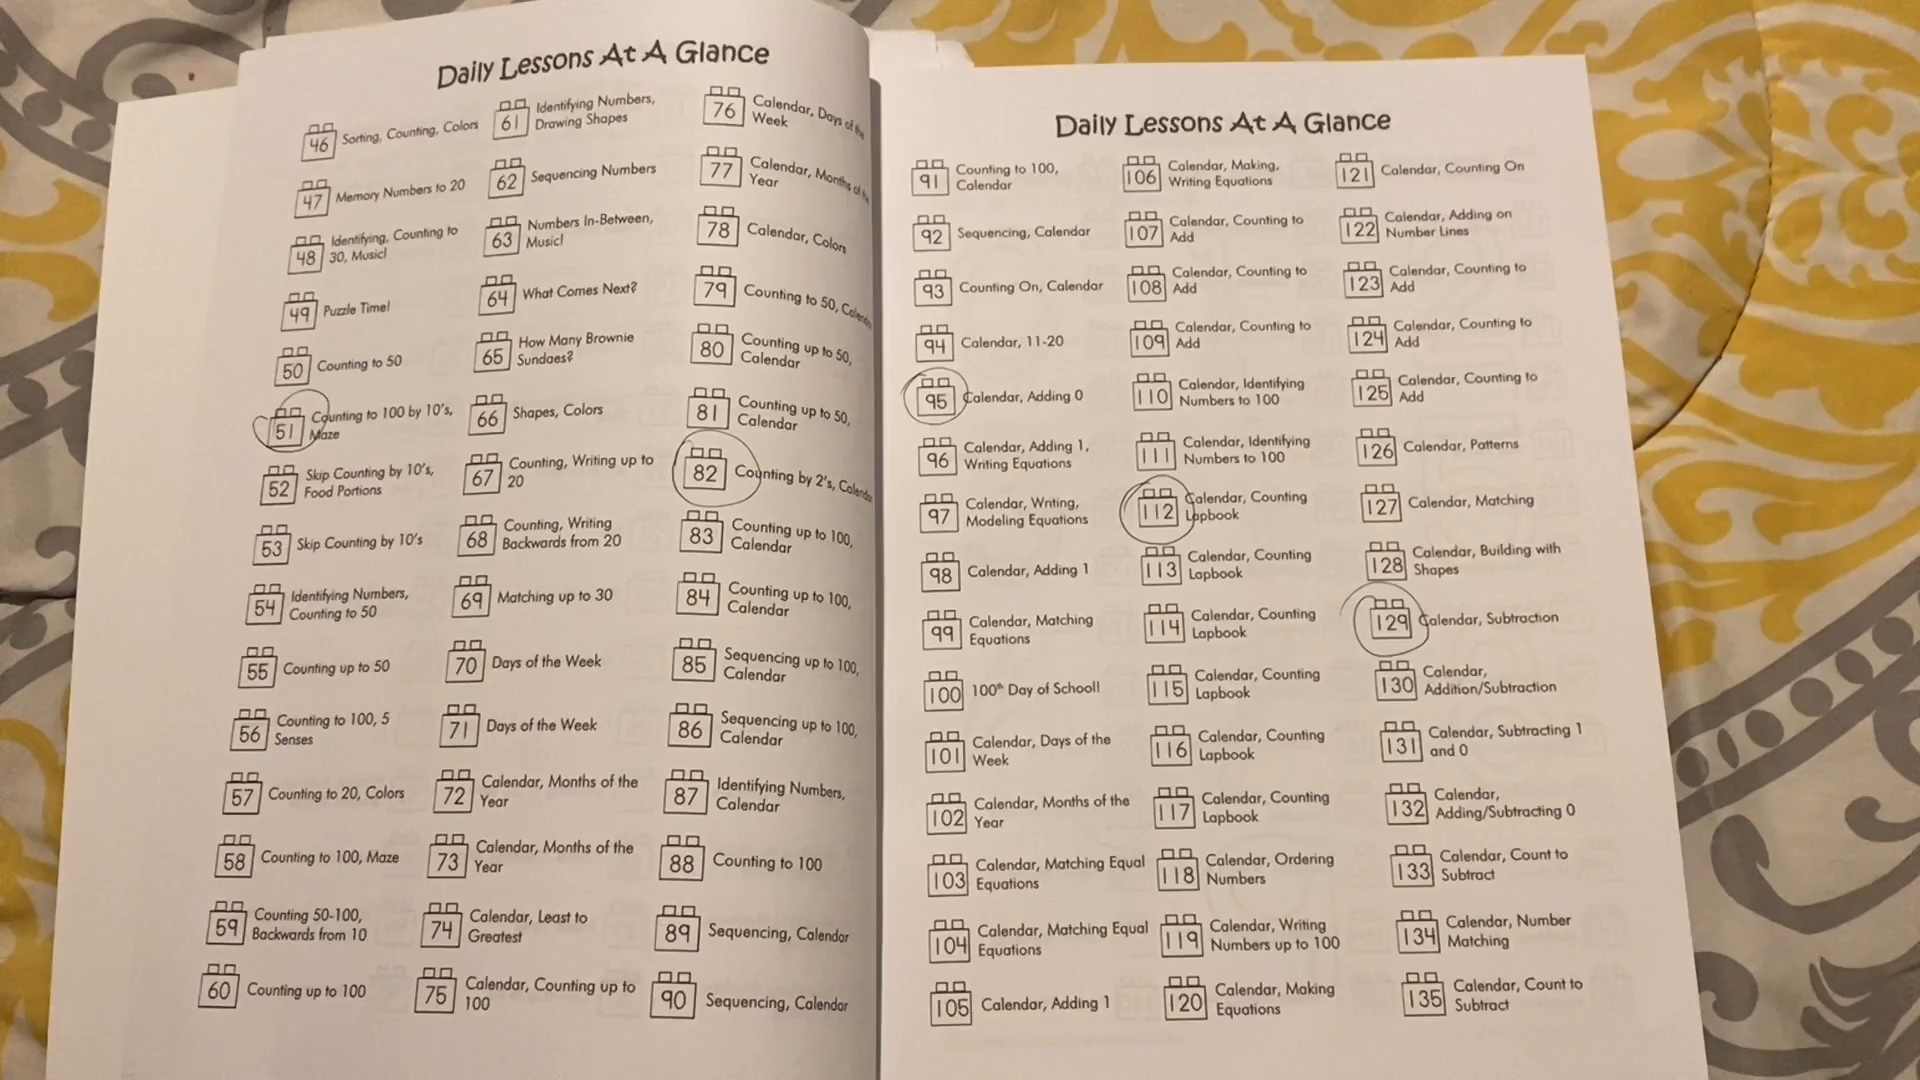 Daily Lessons At A Glance
46 Sorting, Counting, Colors
47 Memory Numbers to 20
48 Identifying, Counting to
30, Music!
49 Puzzle Time!
50 Counting to 50
51 Counting to 100 by 10's,
Maze
52 Skip Counting by 10's,
Food Portions
53 Skip Counting by 10's
54 Identifying Numbers,
Counting to 50
55 Counting up to 50
56 Counting to 100, 5
Senses
57 Counting to 20, Colors
58 Counting to 100, Maze
59 Counting 50-100,
Backwards from 10
60 Counting up to 100
61 Identifying Numbers,
Drawing Shapes
62 Sequencing Numbers
63 Numbers In-Between,
Music!
64 What Comes Next?
65 How Many Brownie
Sundaes?
66 Shapes, Colors
67 Counting, Writing up to
20
68 Counting, Writing
Backwards from 20
69 Matching up to 30
70 Days of the Week
71 Days of the Week
72 Calendar, Months of the
Year
73 Calendar, Months of the
Year
74 Calendar, Least to
Greatest
75 Calendar, Counting up to
100
76 Calendar, Days of the
Week
77 Calendar, Months of the
Year
78 Calendar, Colors
79 Counting to 50, Calendar
80 Counting up to 50,
Calendar
81 Counting up to 50,
Calendar
82 Counting by 2's, Calendar
83 Counting up to 100,
Calendar
84 Counting up to 100,
Calendar
85 Sequencing up to 100,
Calendar
86 Sequencing up to 100,
Calendar
87 Identifying Numbers,
Calendar
88 Counting to 100
89 Sequencing, Calendar
90 Sequencing, Calendar
Daily Lessons At A Glance
91 Counting to 100,
Calendar
92 Sequencing, Calendar
93 Counting On, Calendar
94 Calendar, 11-20
95 Calendar, Adding 0
96 Calendar, Adding 1,
Writing Equations
97 Calendar, Writing,
Modeling Equations
98 Calendar, Adding 1
99 Calendar, Matching
Equations
100 100th Day of School!
101 Calendar, Days of the
Week
102 Calendar, Months of the
Year
103 Calendar, Matching Equal
Equations
104 Calendar, Matching Equal
Equations
105 Calendar, Adding 1
106 Calendar, Making,
Writing Equations
107 Calendar, Counting to
Add
108 Calendar, Counting to
Add
109 Calendar, Counting to
Add
110 Calendar, Identifying
Numbers to 100
111 Calendar, Identifying
Numbers to 100
112 Calendar, Counting
Lapbook
113 Calendar, Counting
Lapbook
114 Calendar, Counting
Lapbook
115 Calendar, Counting
Lapbook
116 Calendar, Counting
Lapbook
117 Calendar, Counting
Lapbook
118 Calendar, Ordering
Numbers
119 Calendar, Writing
Numbers up to 100
120 Calendar, Making
Equations
121 Calendar, Counting On
122 Calendar, Adding on
Number Lines
123 Calendar, Counting to
Add
124 Calendar, Counting to
Add
125 Calendar, Counting to
Add
126 Calendar, Patterns
127 Calendar, Matching
128 Calendar, Building with
Shapes
129 Calendar, Subtraction
130 Calendar,
Addition/Subtraction
131 Calendar, Subtracting 1
and 0
132 Calendar,
Adding/Subtracting 0
133 Calendar, Count to
Subtract
134 Calendar, Number
Matching
135 Calendar, Count to
Subtract